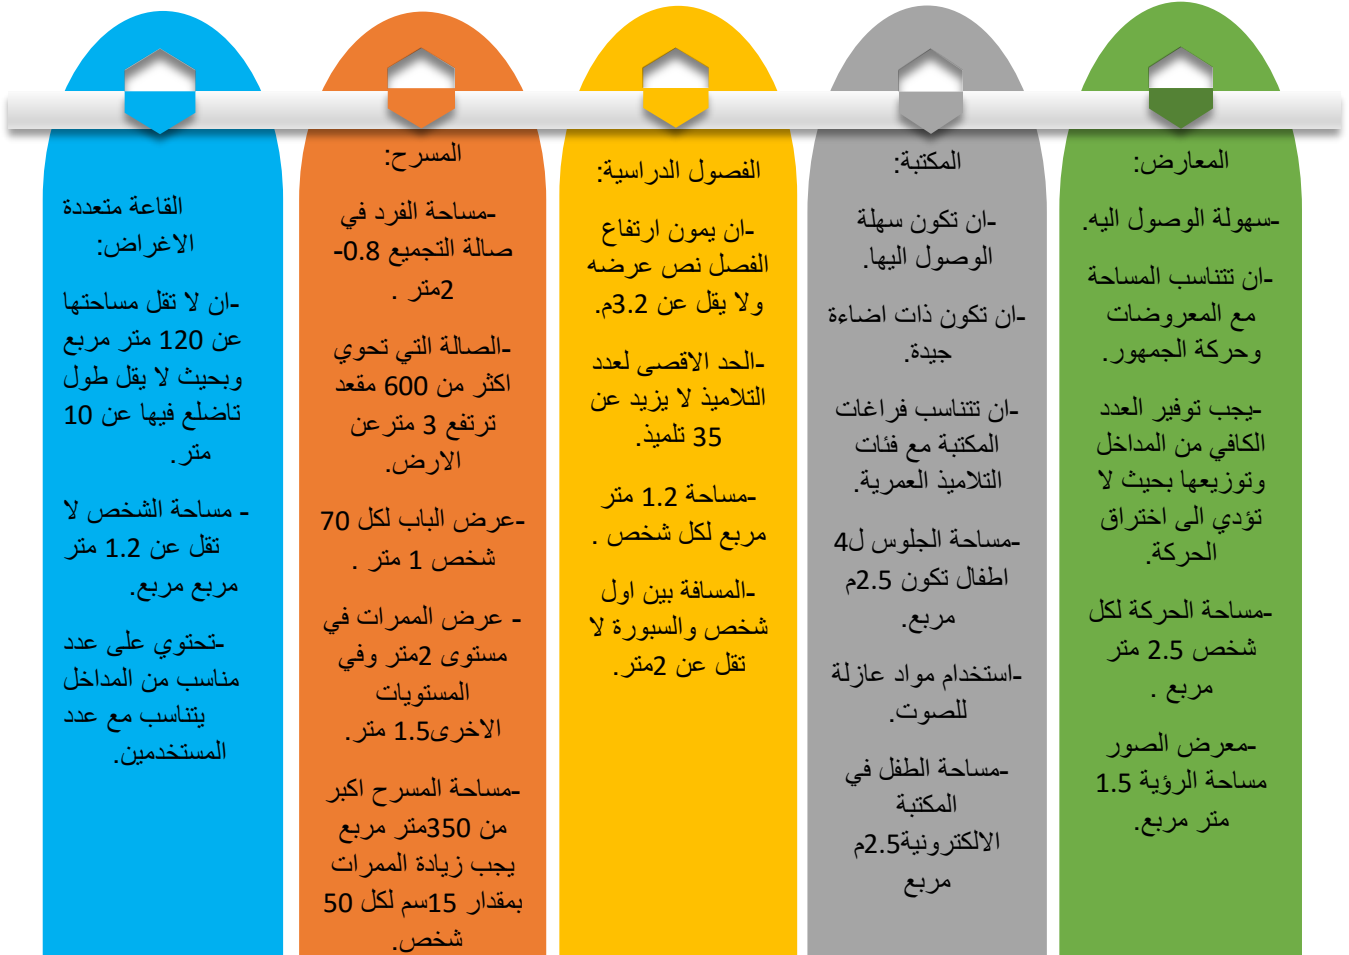 المعارض:
-سهولة الوصول اليه.
-ان تتناسب المساحة
مع المعروضات
وحركة الجمهور.
-يجب توفير العدد
الكافي من المداخل
وتوزيعها بحيث لا
تؤدي الى اختراق
الحركة.
-مساحة الحركة لكل
شخص 2.5 متر
مربع .
-معرض الصور
مساحة الرؤية 1.5
متر مربع.
المكتبة:
-ان تكون سهلة
الوصول اليها.
-ان تكون ذات اضاءة
جيدة.
-ان تتناسب فراغات
المكتبة مع فئات
التلاميذ العمرية.
-مساحة الجلوس ل4
اطفال تكون 2.5م
مربع.
-استخدام مواد عازلة
للصوت.
-مساحة الطفل في
المكتبة
الالكترونية2.5م
مربع
الفصول الدراسية:
-ان يمون ارتفاع
الفصل نص عرضه
ولا يقل عن 3.2م.
-الحد الاقصى لعدد
التلاميذ لا يزيد عن
35 تلميذ.
-مساحة 1.2 متر
مربع لكل شخص .
-المسافة بين اول
شخص والسبورة لا
تقل عن 2متر.
المسرح:
-مساحة الفرد في
صالة التجميع 0.8-
2متر .
-الصالة التي تحوي
اكثر من 600 مقعد
ترتفع 3 مترعن
الارض.
-عرض الباب لكل 70
شخص 1 متر .
- عرض الممرات في
مستوى 2متر وفي
المستويات
الاخرى1.5 متر.
-مساحة المسرح اكبر
من 350متر مربع
يجب زيادة الممرات
بمقدار 15سم لكل 50
شخص.
القاعة متعددة
الاغراض:
-ان لا تقل مساحتها
عن 120 متر مربع
وبحيث لا يقل طول
تاضلع فيها عن 10
متر.
- مساحة الشخص لا
تقل عن 1.2 متر
مربع مربع.
-تحتوي على عدد
مناسب من المداخل
يتناسب مع عدد
المستخدمين.